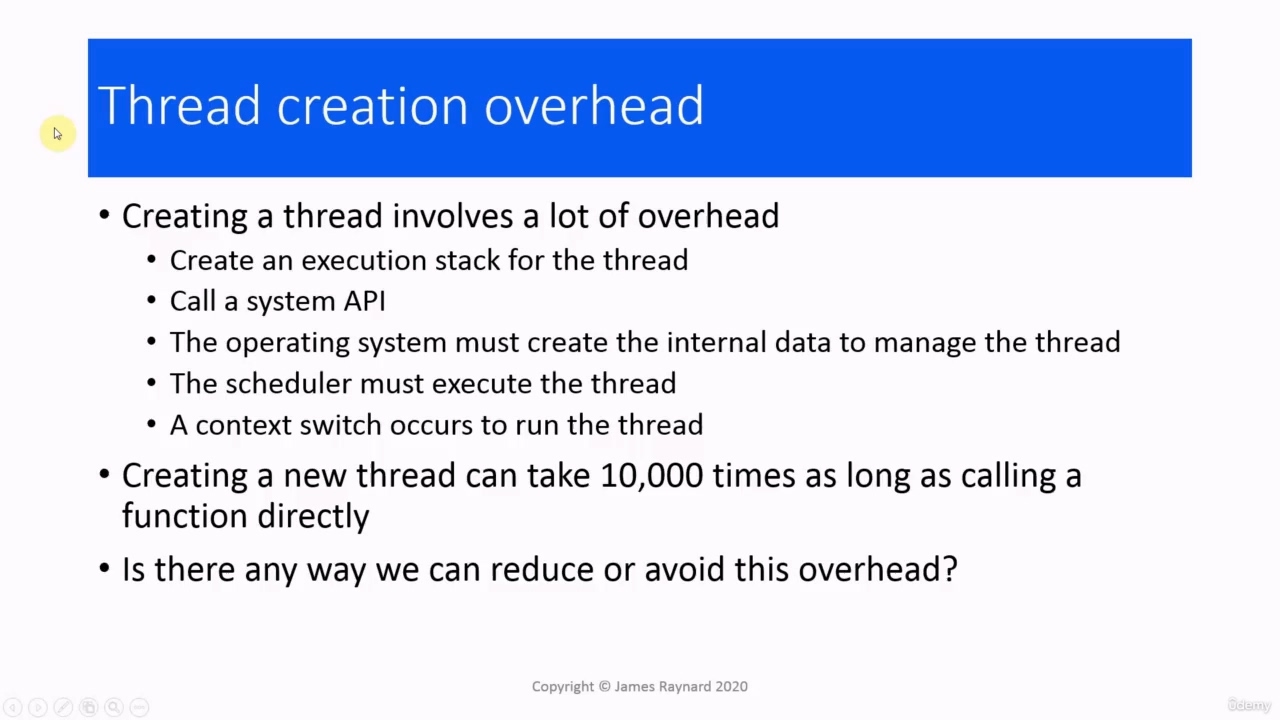 Thread creation overhead
• Creating a thread involves a lot of overhead
• Create an execution stack for the thread
• Call a system API
• The operating system must create the internal data to manage the thread
• The scheduler must execute the thread
• A context switch occurs to run the thread
• Creating a new thread can take 10,000 times as long as calling a
function directly
• Is there any way we can reduce or avoid this overhead?
Copyright © James Raynard 2020
ûdemy